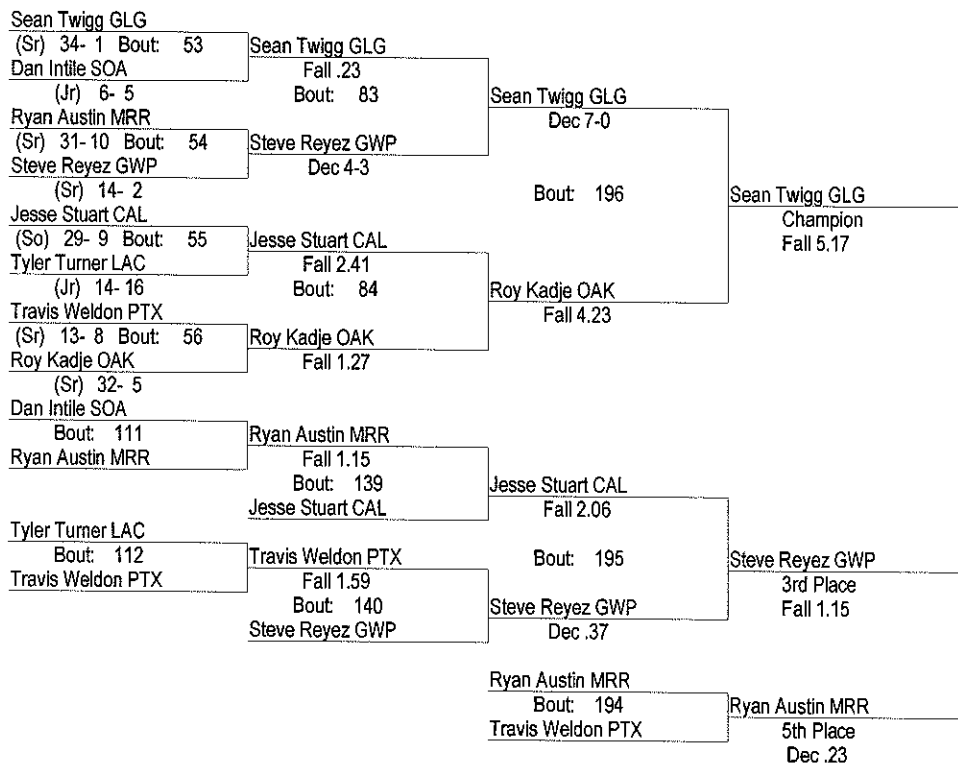 Sean Twigg GLG
(Sr) 34- 1 Bout: 53
Dan Intile SOA
(Jr) 6- 5
Ryan Austin MRR
(Sr) 31- 10 Bout: 54
Steve Reyez GWP
(Sr) 14- 2
Jesse Stuart CAL
(So) 29- 9 Bout: 55
Tyler Turner LAC
(Jr) 14- 16
Travis Weldon PTX
(Sr) 13- 8 Bout: 56
Roy Kadje OAK
(Sr) 32- 5
Sean Twigg GLG
Fall .23
Bout: 83
Steve Reyez GWP
Dec 4-3
Jesse Stuart CAL
Fall 2.41
Bout: 84
Roy Kadje OAK
Fall 1.27
Sean Twigg GLG
Dec 7-0
Bout: 196
Roy Kadje OAK
Fall 4.23
Sean Twigg GLG
Champion
Fall 5.17
Dan Intile SOA
Bout: 111
Ryan Austin MRR
Tyler Turner LAC
Bout: 112
Travis Weldon PTX
Ryan Austin MRR
Fall 1.15
Bout: 139
Jesse Stuart CAL
Travis Weldon PTX
Fall 1.59
Bout: 140
Steve Reyez GWP
Jesse Stuart CAL
Fall 2.06
Bout: 195
Steve Reyez GWP
Dec .37
Steve Reyez GWP
3rd Place
Fall 1.15
Ryan Austin MRR
Bout: 194
Travis Weldon PTX
Ryan Austin MRR
5th Place
Dec .23